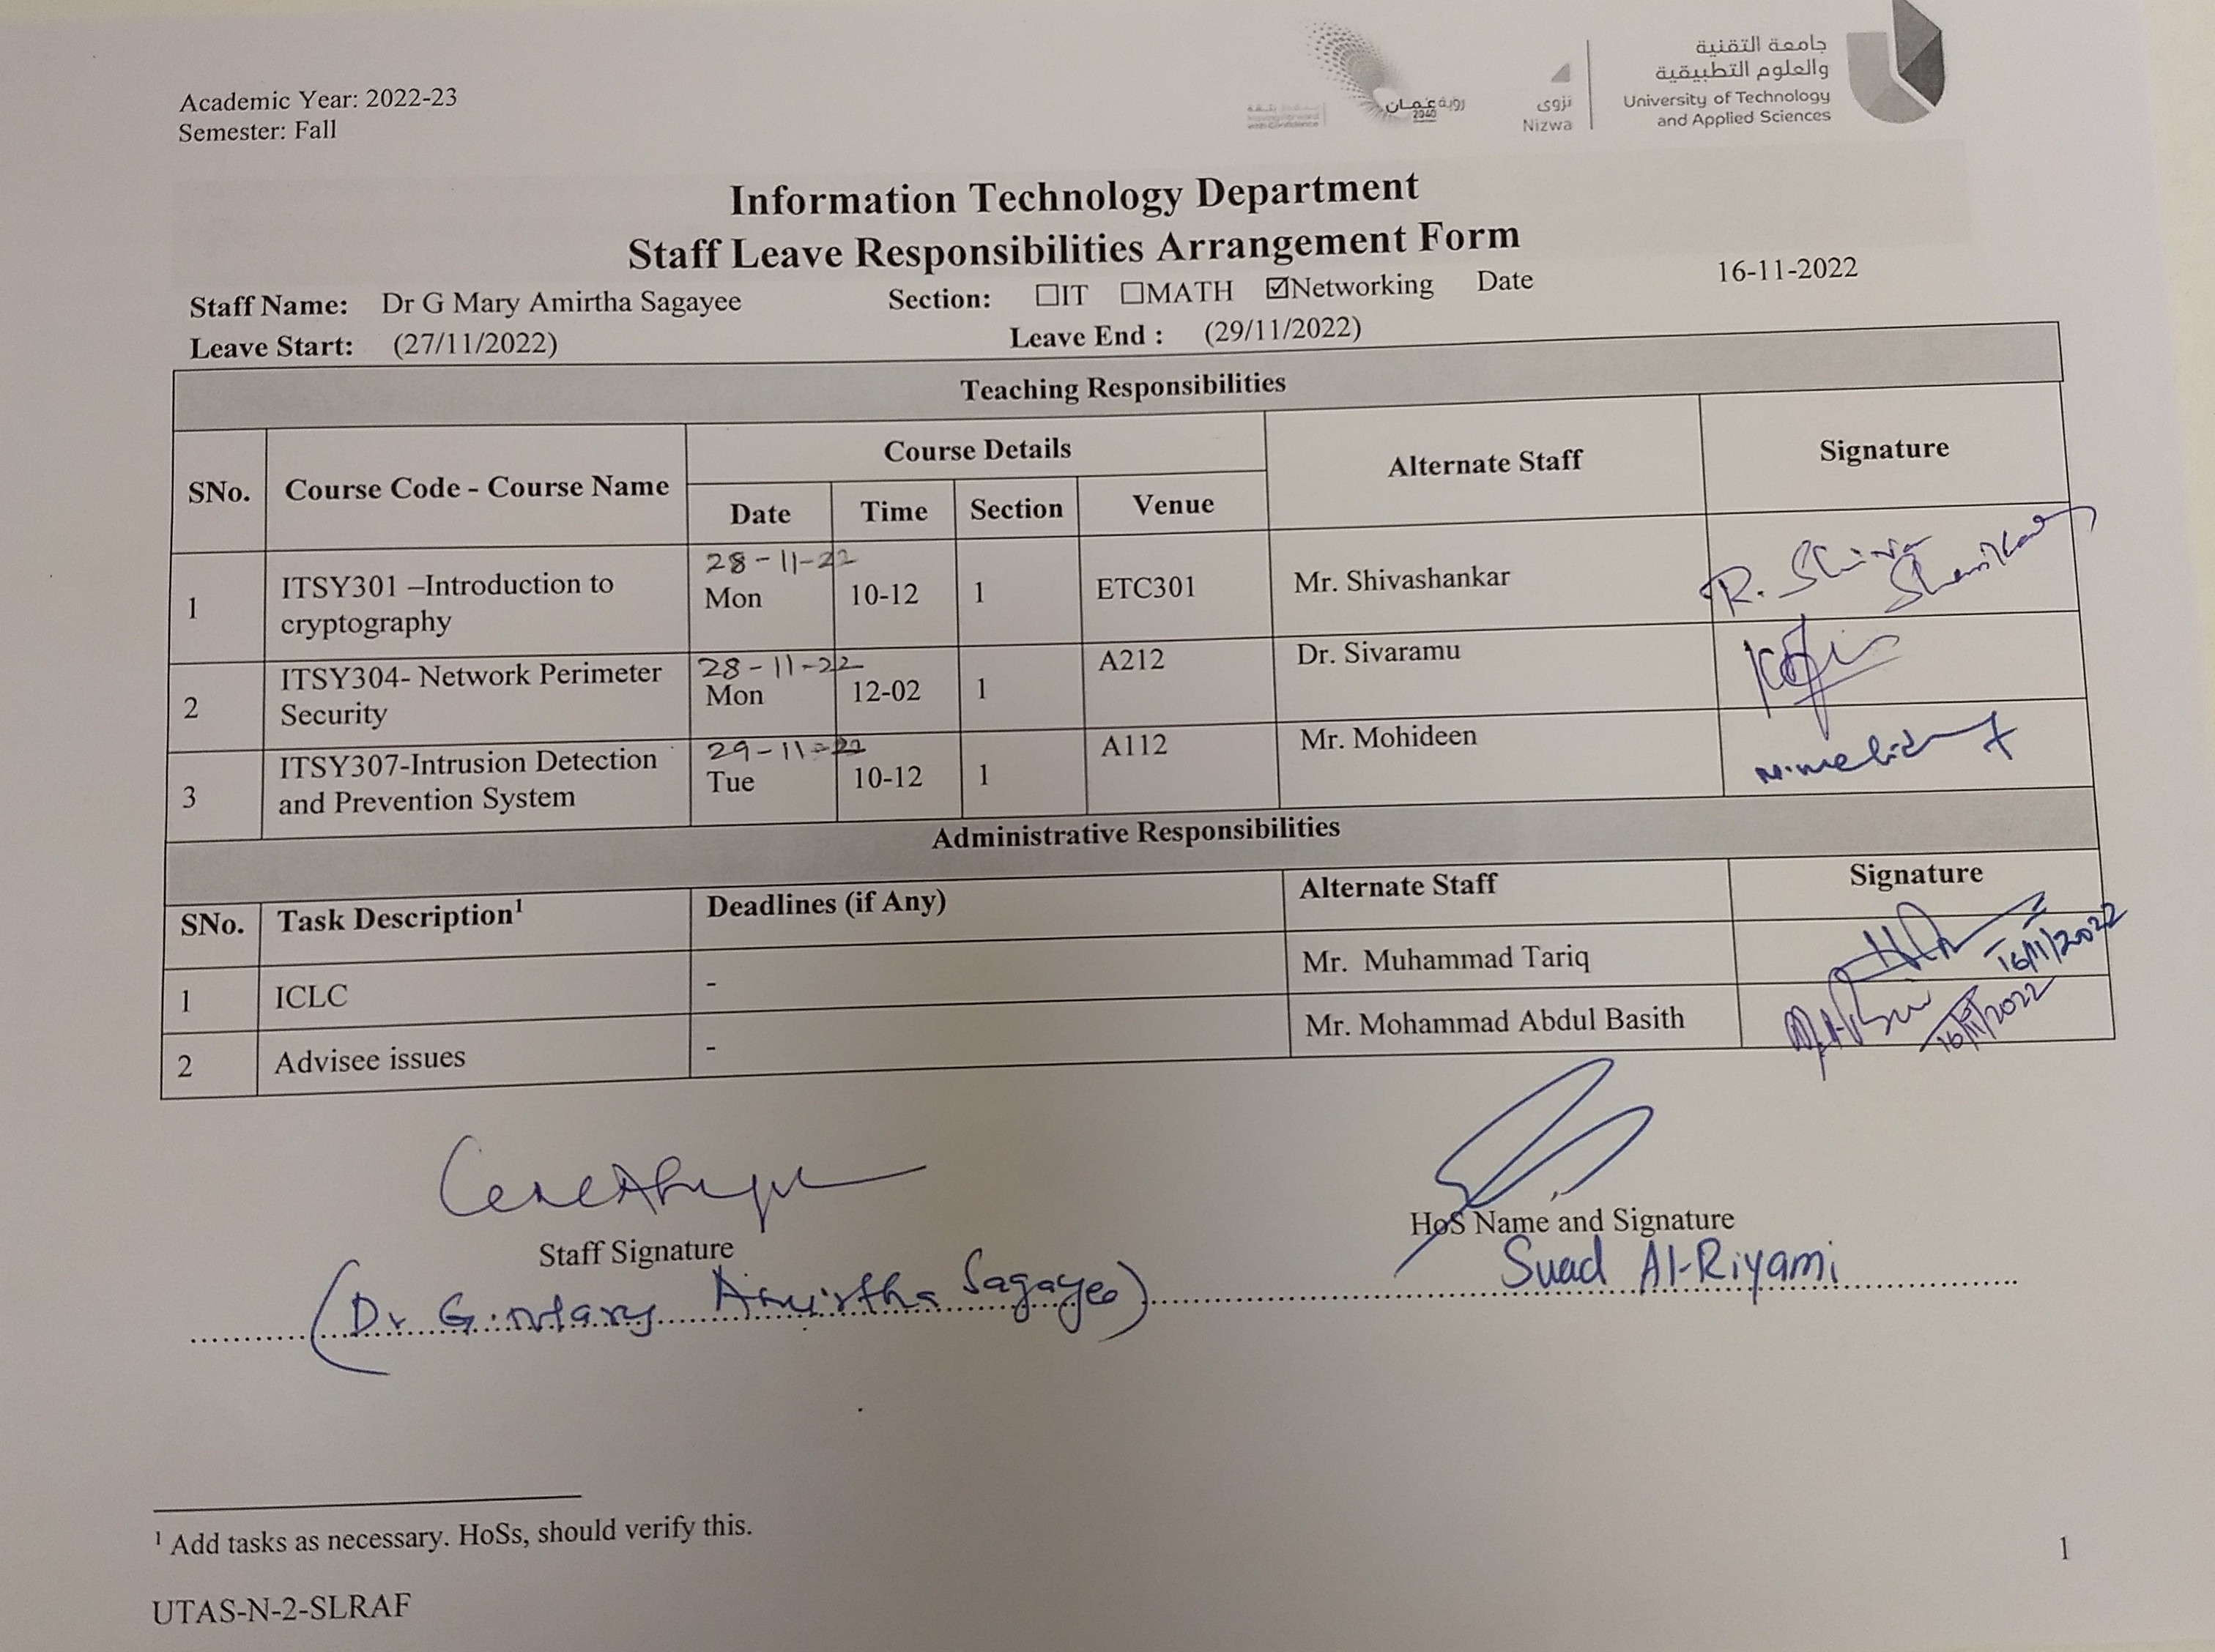 Academic Year: 2022-23
Semester: Fall
رؤية عُمان
2040
نزوى
Nizwa
جامعة التقنية
والعلوم التطبيقية
University of Technology
and Applied Sciences
Information Technology Department
Staff Leave Responsibilities Arrangement Form
Staff Name: Dr G Mary Amirtha Sagayee Section: ☐IT ☐MATH ☑Networking Date 16-11-2022
Leave Start: (27/11/2022) Leave End : (29/11/2022)
Teaching Responsibilities
SNo. Course Code - Course Name Course Details Alternate Staff Signature
Date Time Section Venue
1 ITSY301 –Introduction to cryptography 28-11-22 Mon 10-12 1 ETC301 Mr. Shivashankar R. Shiva Shankar
2 ITSY304- Network Perimeter Security 28-11-22 Mon 12-02 1 A212 Dr. Sivaramu
3 ITSY307-Intrusion Detection and Prevention System 29-11-22 Tue 10-12 1 A112 Mr. Mohideen
Administrative Responsibilities
SNo. Task Description¹ Deadlines (if Any) Alternate Staff Signature
1 ICLC - Mr. Muhammad Tariq 16/11/2022
2 Advisee issues - Mr. Mohammad Abdul Basith 16/11/2022
Staff Signature
(Dr G. Mary Amirtha Sagayee)
HoS Name and Signature
Suad Al-Riyami
¹ Add tasks as necessary. HoSs, should verify this.
1
UTAS-N-2-SLRAF